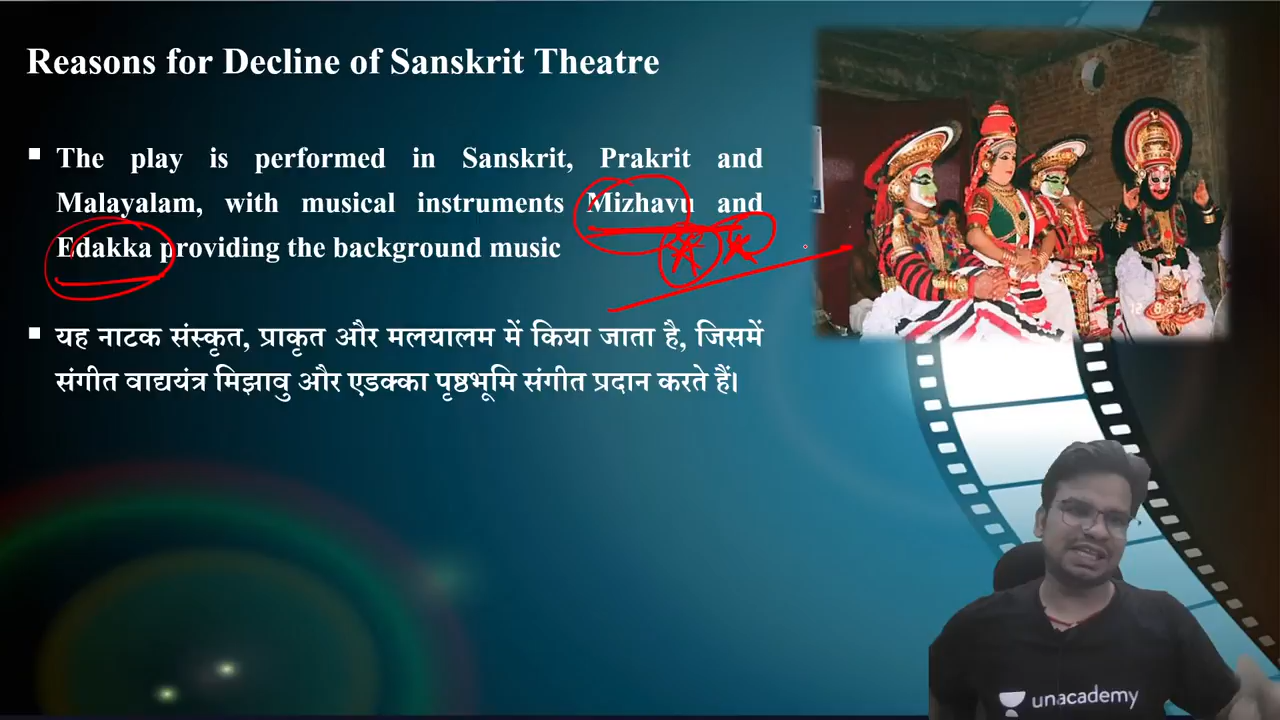 Reasons for Decline of Sanskrit Theatre
The play is performed in Sanskrit, Prakrit and
Malayalam, with musical instruments Mizhavu and
Edakka providing the background music
यह नाटक संस्कृत, प्राकृत और मलयालम में किया जाता है, जिसमें
संगीत वाद्ययंत्र मिझावु और एडक्का पृष्ठभूमि संगीत प्रदान करते हैं।
unacademy